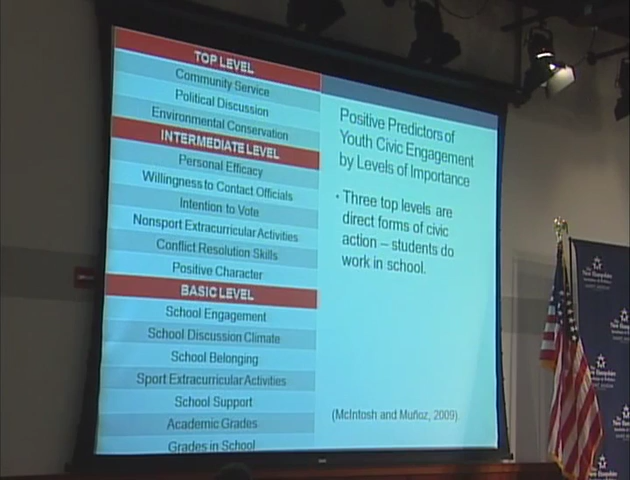 TOP LEVEL
Community Service
Political Discussion
Environmental Conservation
INTERMEDIATE LEVEL
Personal Efficacy
Willingness to Contact Officials
Intention to Vote
Nonsport Extracurricular Activities
Conflict Resolution Skills
Positive Character
BASIC LEVEL
School Engagement
School Discussion Climate
School Belonging
Sport Extracurricular Activities
School Support
Academic Grades
Grades in School
Positive Predictors of
Youth Civic Engagement
by Levels of Importance
• Three top levels are
direct forms of civic
action – students do
work in school.
(McIntosh and Muñoz, 2009).
The
New Hampshire